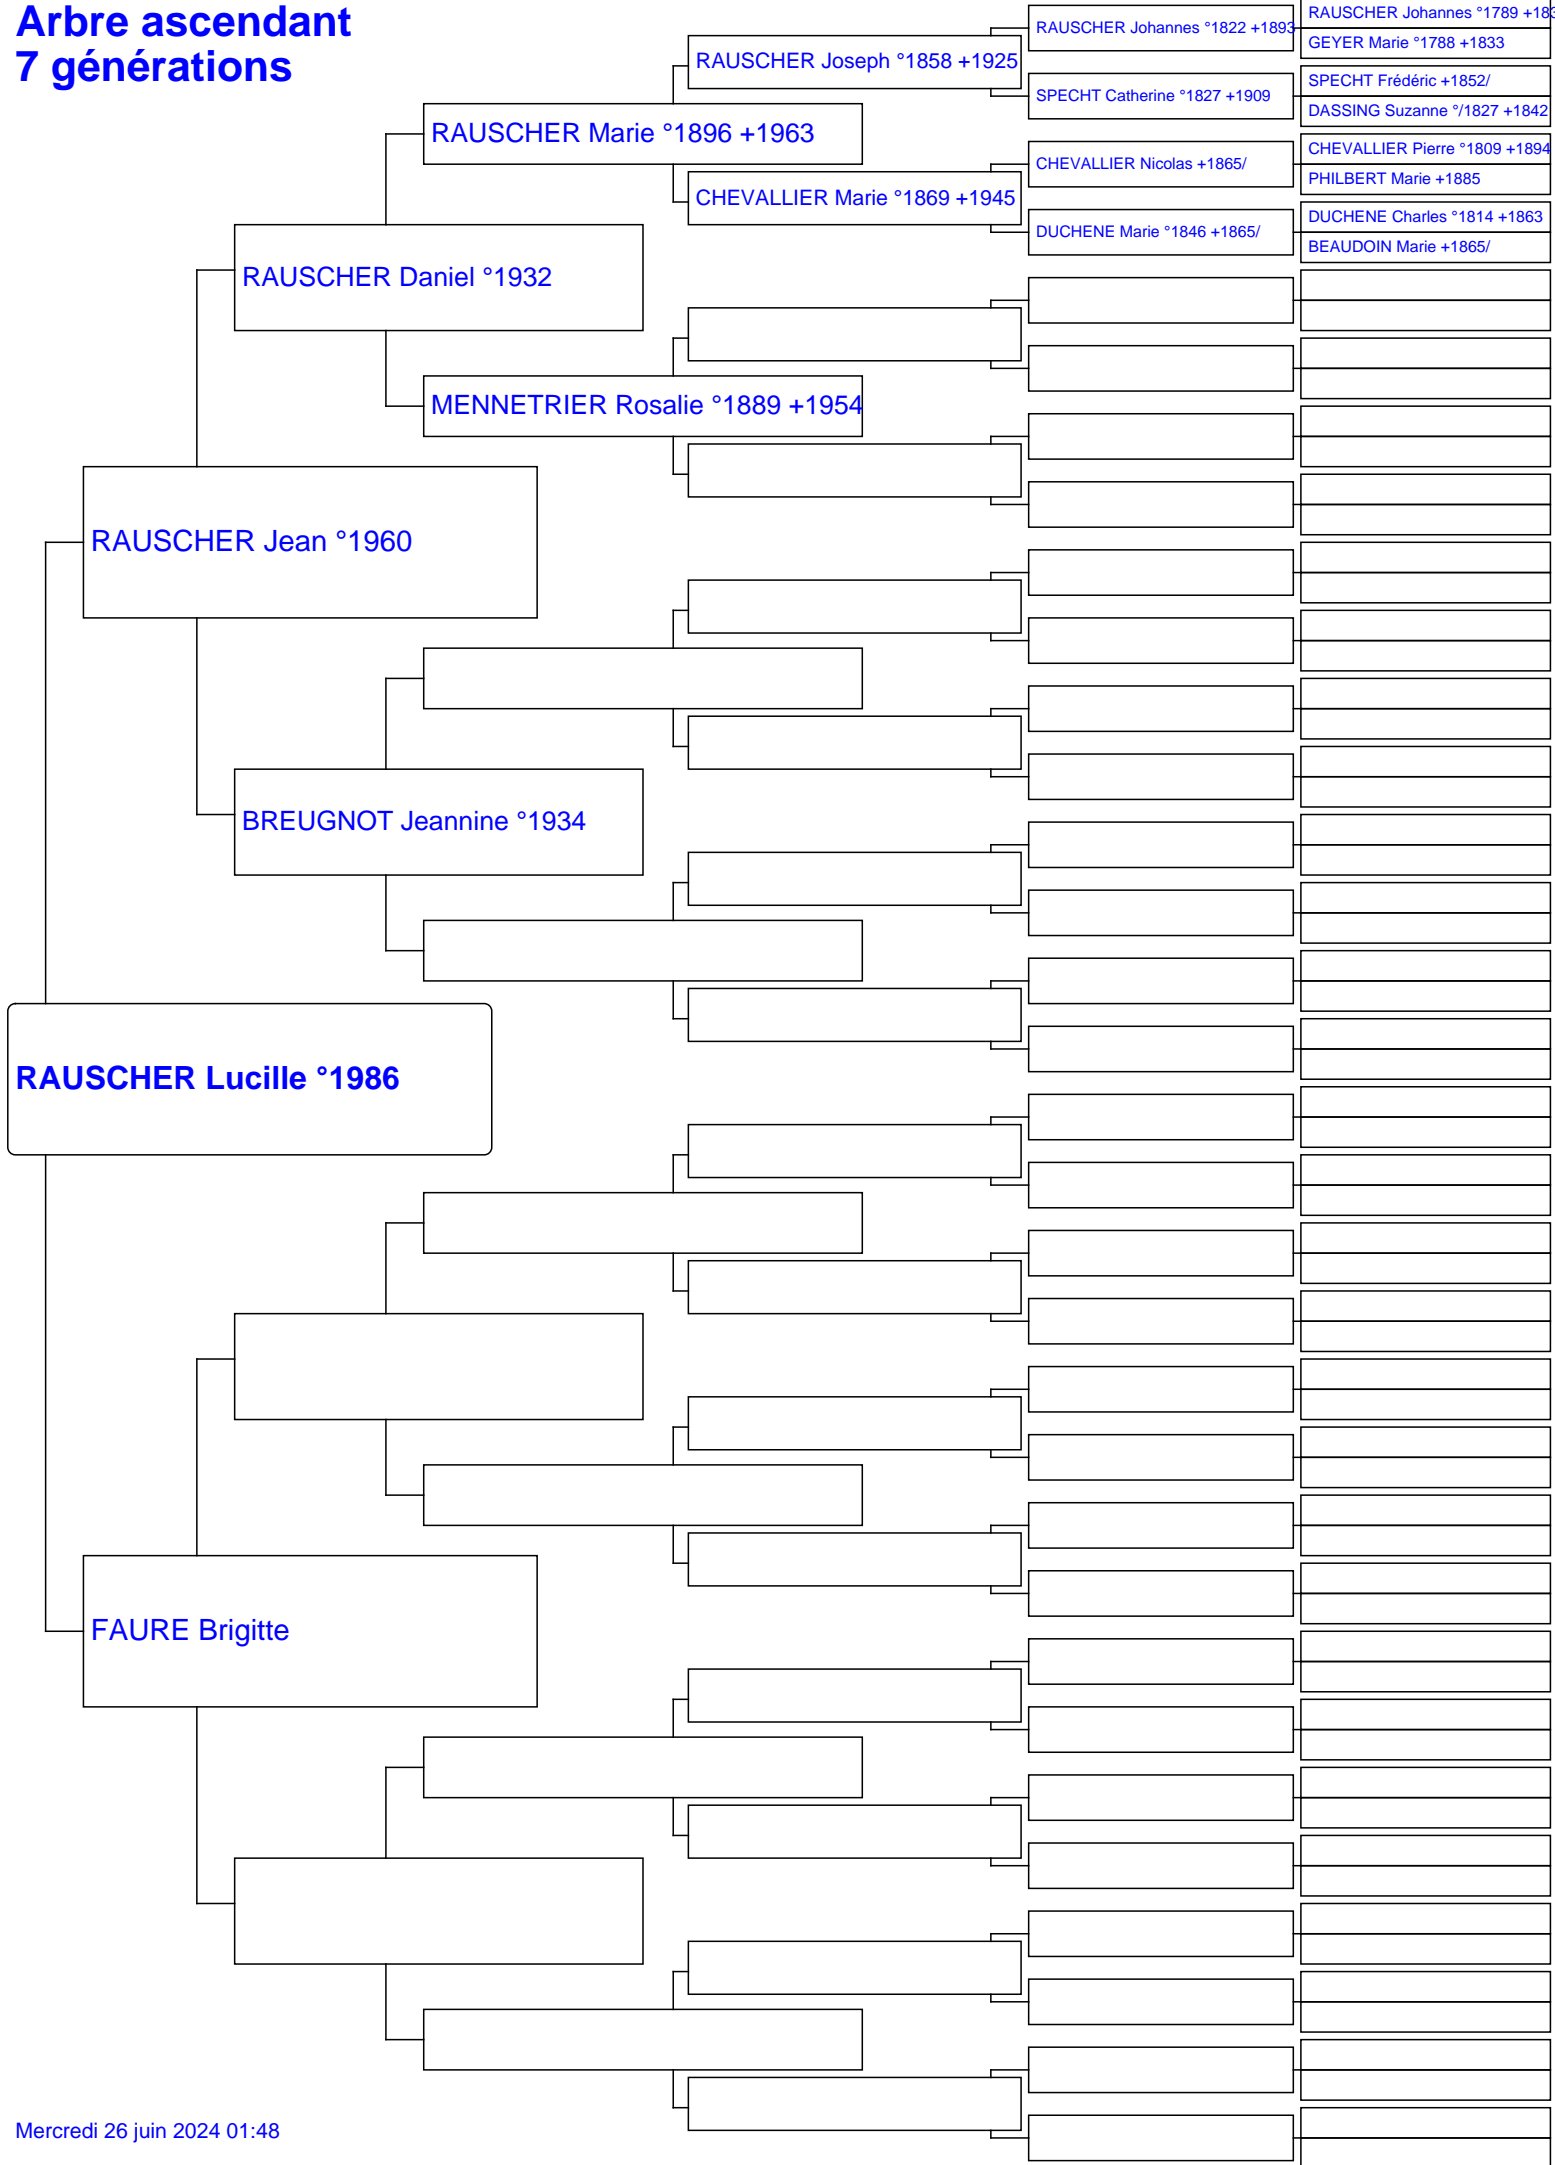 Arbre ascendant
7 générations
RAUSCHER Lucille °1986
RAUSCHER Jean °1960
FAURE Brigitte
RAUSCHER Daniel °1932
BREUGNOT Jeannine °1934
RAUSCHER Marie °1896 +1963
MENNETRIER Rosalie °1889 +1954
RAUSCHER Joseph °1858 +1925
CHEVALLIER Marie °1869 +1945
RAUSCHER Johannes °1822 +1893
SPECHT Catherine °1827 +1909
CHEVALLIER Nicolas +1865/
DUCHENE Marie °1846 +1865/
RAUSCHER Johannes °1789
GEYER Marie °1788 +1833
SPECHT Frédéric +1852/
DASSING Suzanne °/1827 +1842
CHEVALLIER Pierre °1809 +1894
PHILBERT Marie +1885
DUCHENE Charles °1814 +1863
BEAUDOIN Marie +1865/
Mercredi 26 juin 2024 01:48